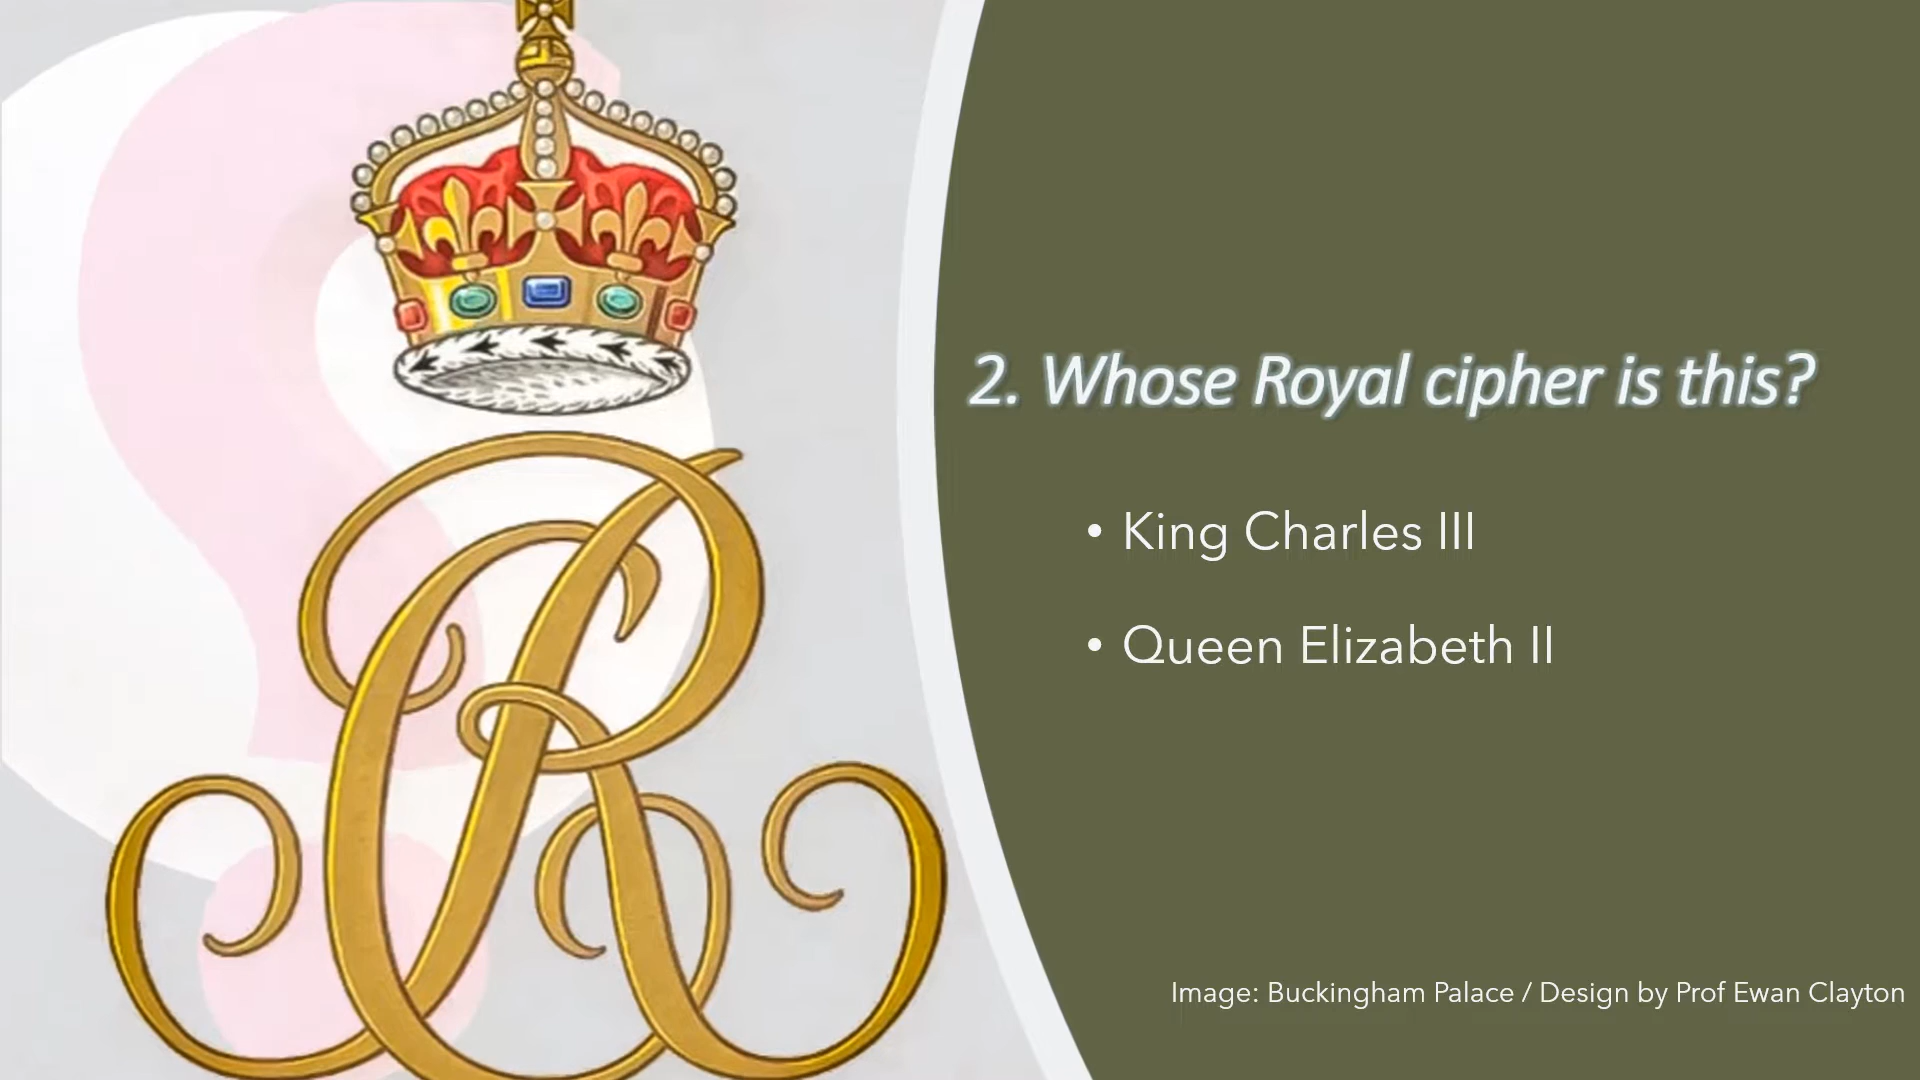 2. Whose Royal cipher is this?
• King Charles III
• Queen Elizabeth II
Image: Buckingham Palace / Design by Prof Ewan Clayton